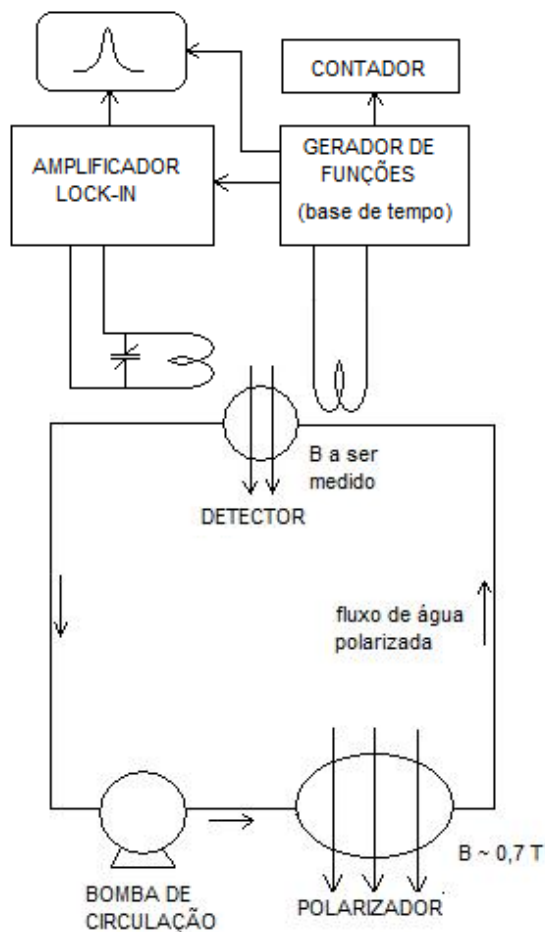 CONTADOR
AMPLIFICADOR
LOCK-IN
GERADOR DE
FUNÇÕES
(base de tempo)
B a ser
medido
DETECTOR
fluxo de água
polarizada
B ~ 0,7 T
BOMBA DE
CIRCULAÇÃO
POLARIZADOR